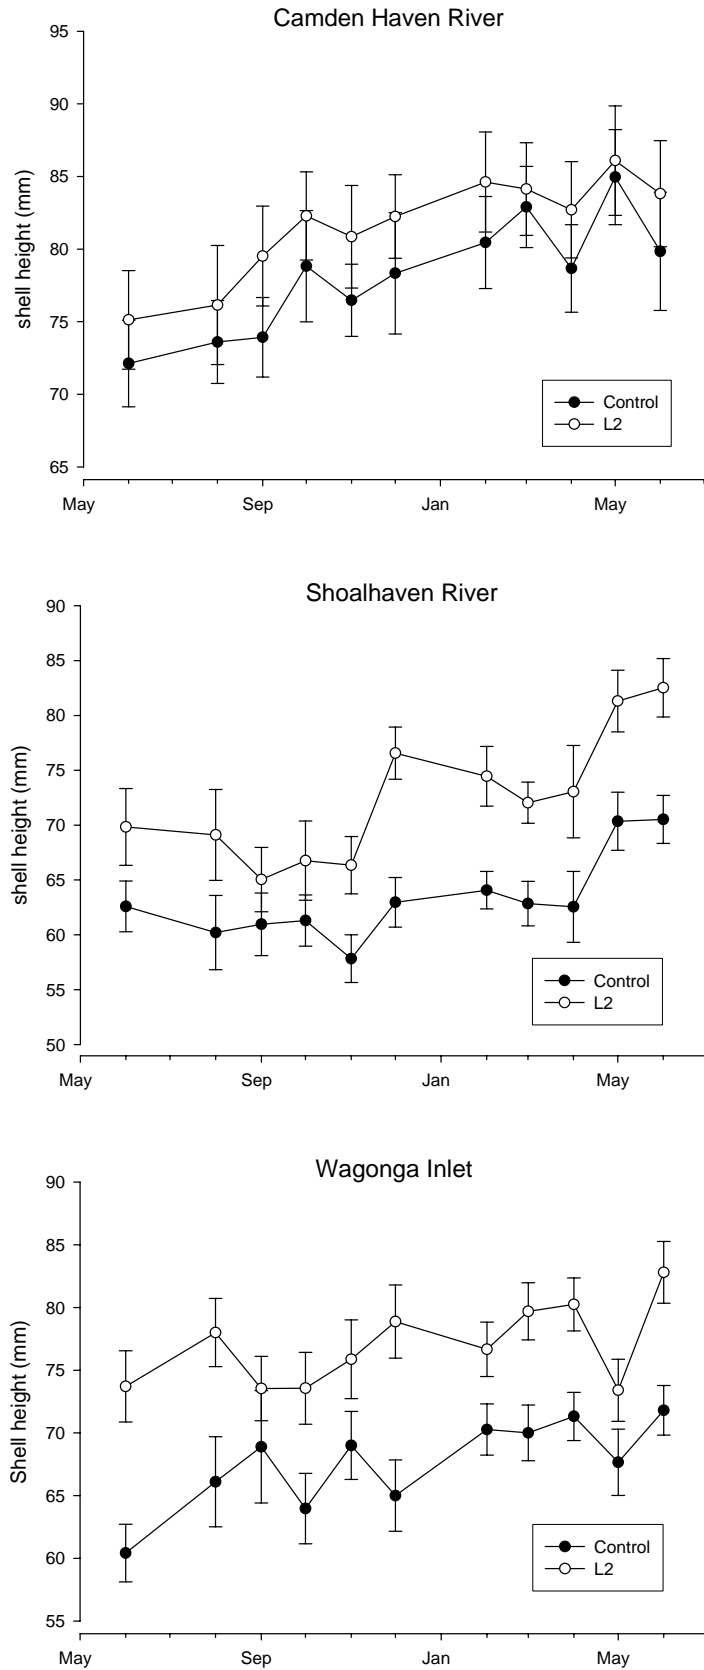 Camden Haven River
95
90
85
80
75
70
65
shell height (mm)
Control
L2
May Sep Jan May
Shoalhaven River
90
85
80
75
70
65
60
55
50
shell height (mm)
Control
L2
May Sep Jan May
Wagonga Inlet
90
85
80
75
70
65
60
55
Shell height (mm)
Control
L2
May Sep Jan May